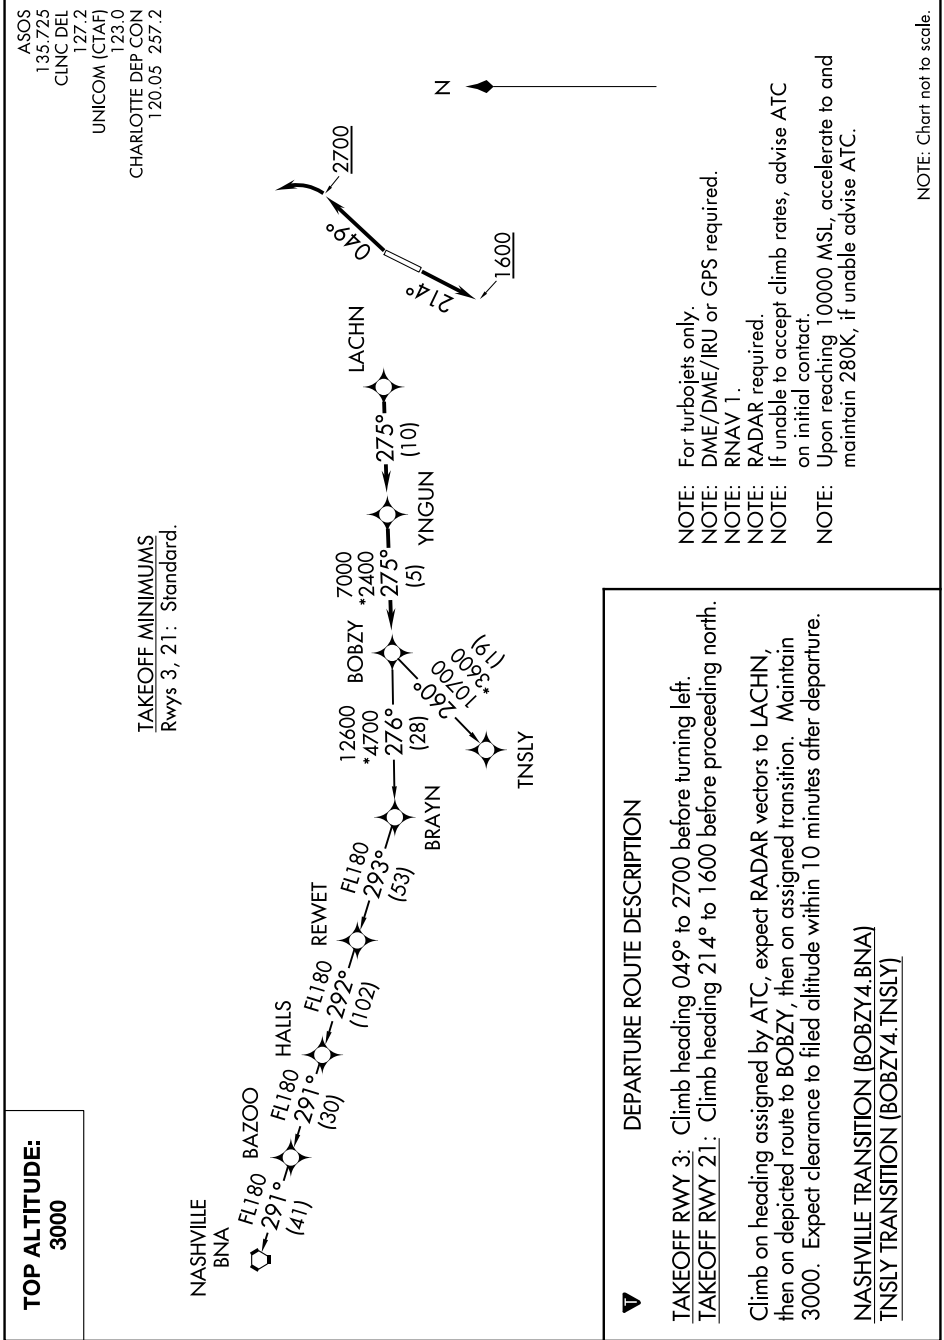 TOP ALTITUDE:
3000
ASOS
135.725
CLNC DEL
127.2
UNICOM (CTAF)
123.0
CHARLOTTE DEP CON
120.05 257.2
TAKEOFF MINIMUMS
Rwys 3, 21: Standard.
NASHVILLE
BNA
FL180
291°
(41)
BAZOO
FL180
291°
(30)
HALLS
FL180
292°
(102)
REWET
FL180
293°
(53)
BRAYN
12600
*4700
276°
(28)
BOBZY
260°
10700
*3600
(19)
TNSLY
7000
*2400
275°
(5)
YNGUN
275°
(10)
LACHN
214°
1600
049°
2700
N
NOTE: For turbojets only.
NOTE: DME/DME/IRU or GPS required.
NOTE: RNAV 1.
NOTE: RADAR required.
NOTE: If unable to accept climb rates, advise ATC
on initial contact.
NOTE: Upon reaching 10000 MSL, accelerate to and
maintain 280K, if unable advise ATC.
NOTE: Chart not to scale.
T
DEPARTURE ROUTE DESCRIPTION
TAKEOFF RWY 3: Climb heading 049° to 2700 before turning left.
TAKEOFF RWY 21: Climb heading 214° to 1600 before proceeding north.
Climb on heading assigned by ATC, expect RADAR vectors to LACHN,
then on depicted route to BOBZY, then on assigned transition. Maintain
3000. Expect clearance to filed altitude within 10 minutes after departure.
NASHVILLE TRANSITION (BOBZY4.BNA)
TNSLY TRANSITION (BOBZY4.TNSLY)